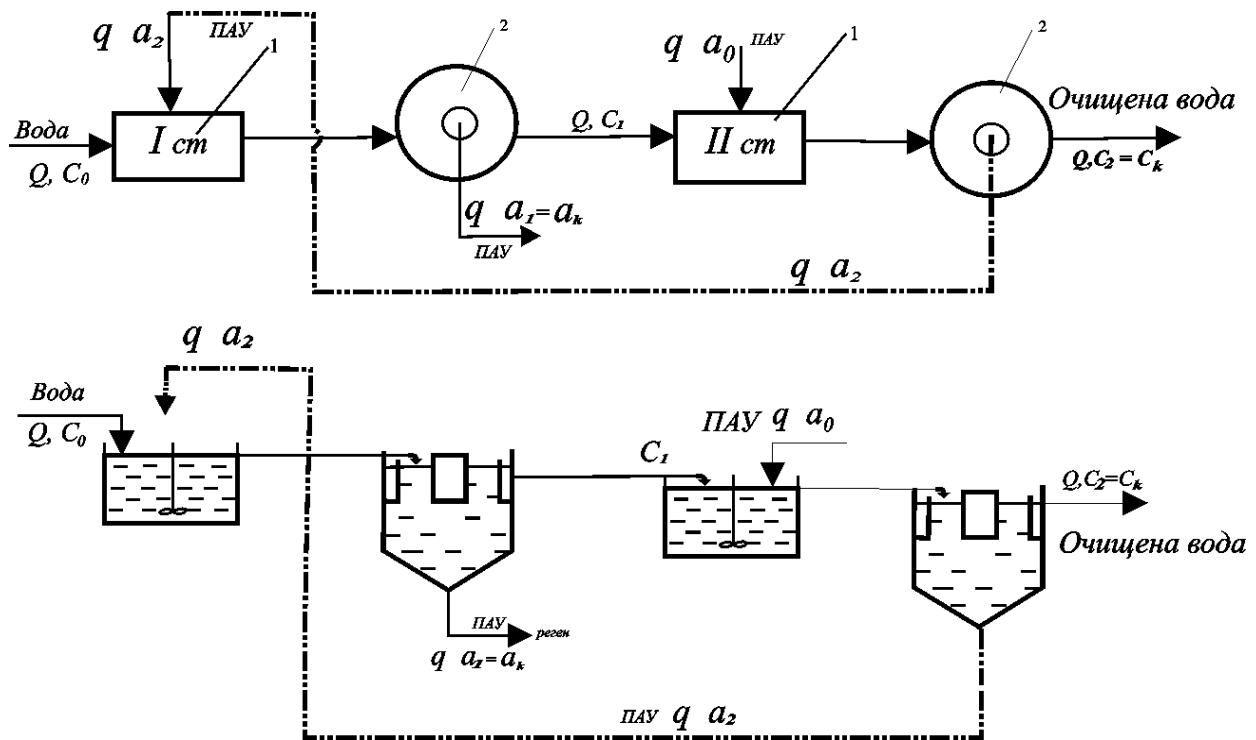 q a₂ ПАУ 1
2
q a₀ ПАУ 1
2
Вода
Q, C₀
I ст
Q, C₁
II ст
Очищена вода
Q,C₂ = Cₖ
q a₁=aₖ
ПАУ
q a₂
q a₂
Вода
Q, C₀
ПАУ q a₀
C₁
Q,C₂=Cₖ
Очищена вода
ПАУ реген
q a₁=aₖ
ПАУ q a₂